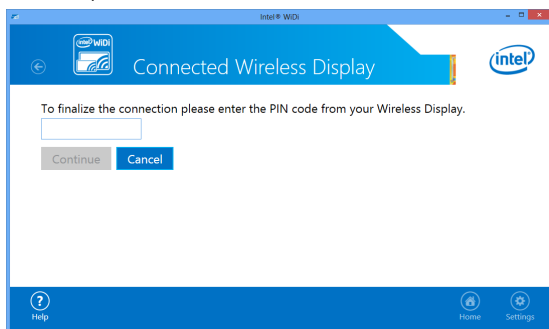 Intel® WiDi
intel WiDi
Connected Wireless Display
intel
To finalize the connection please enter the PIN code from your Wireless Display.
Continue
Cancel
?
Help
Home
Settings